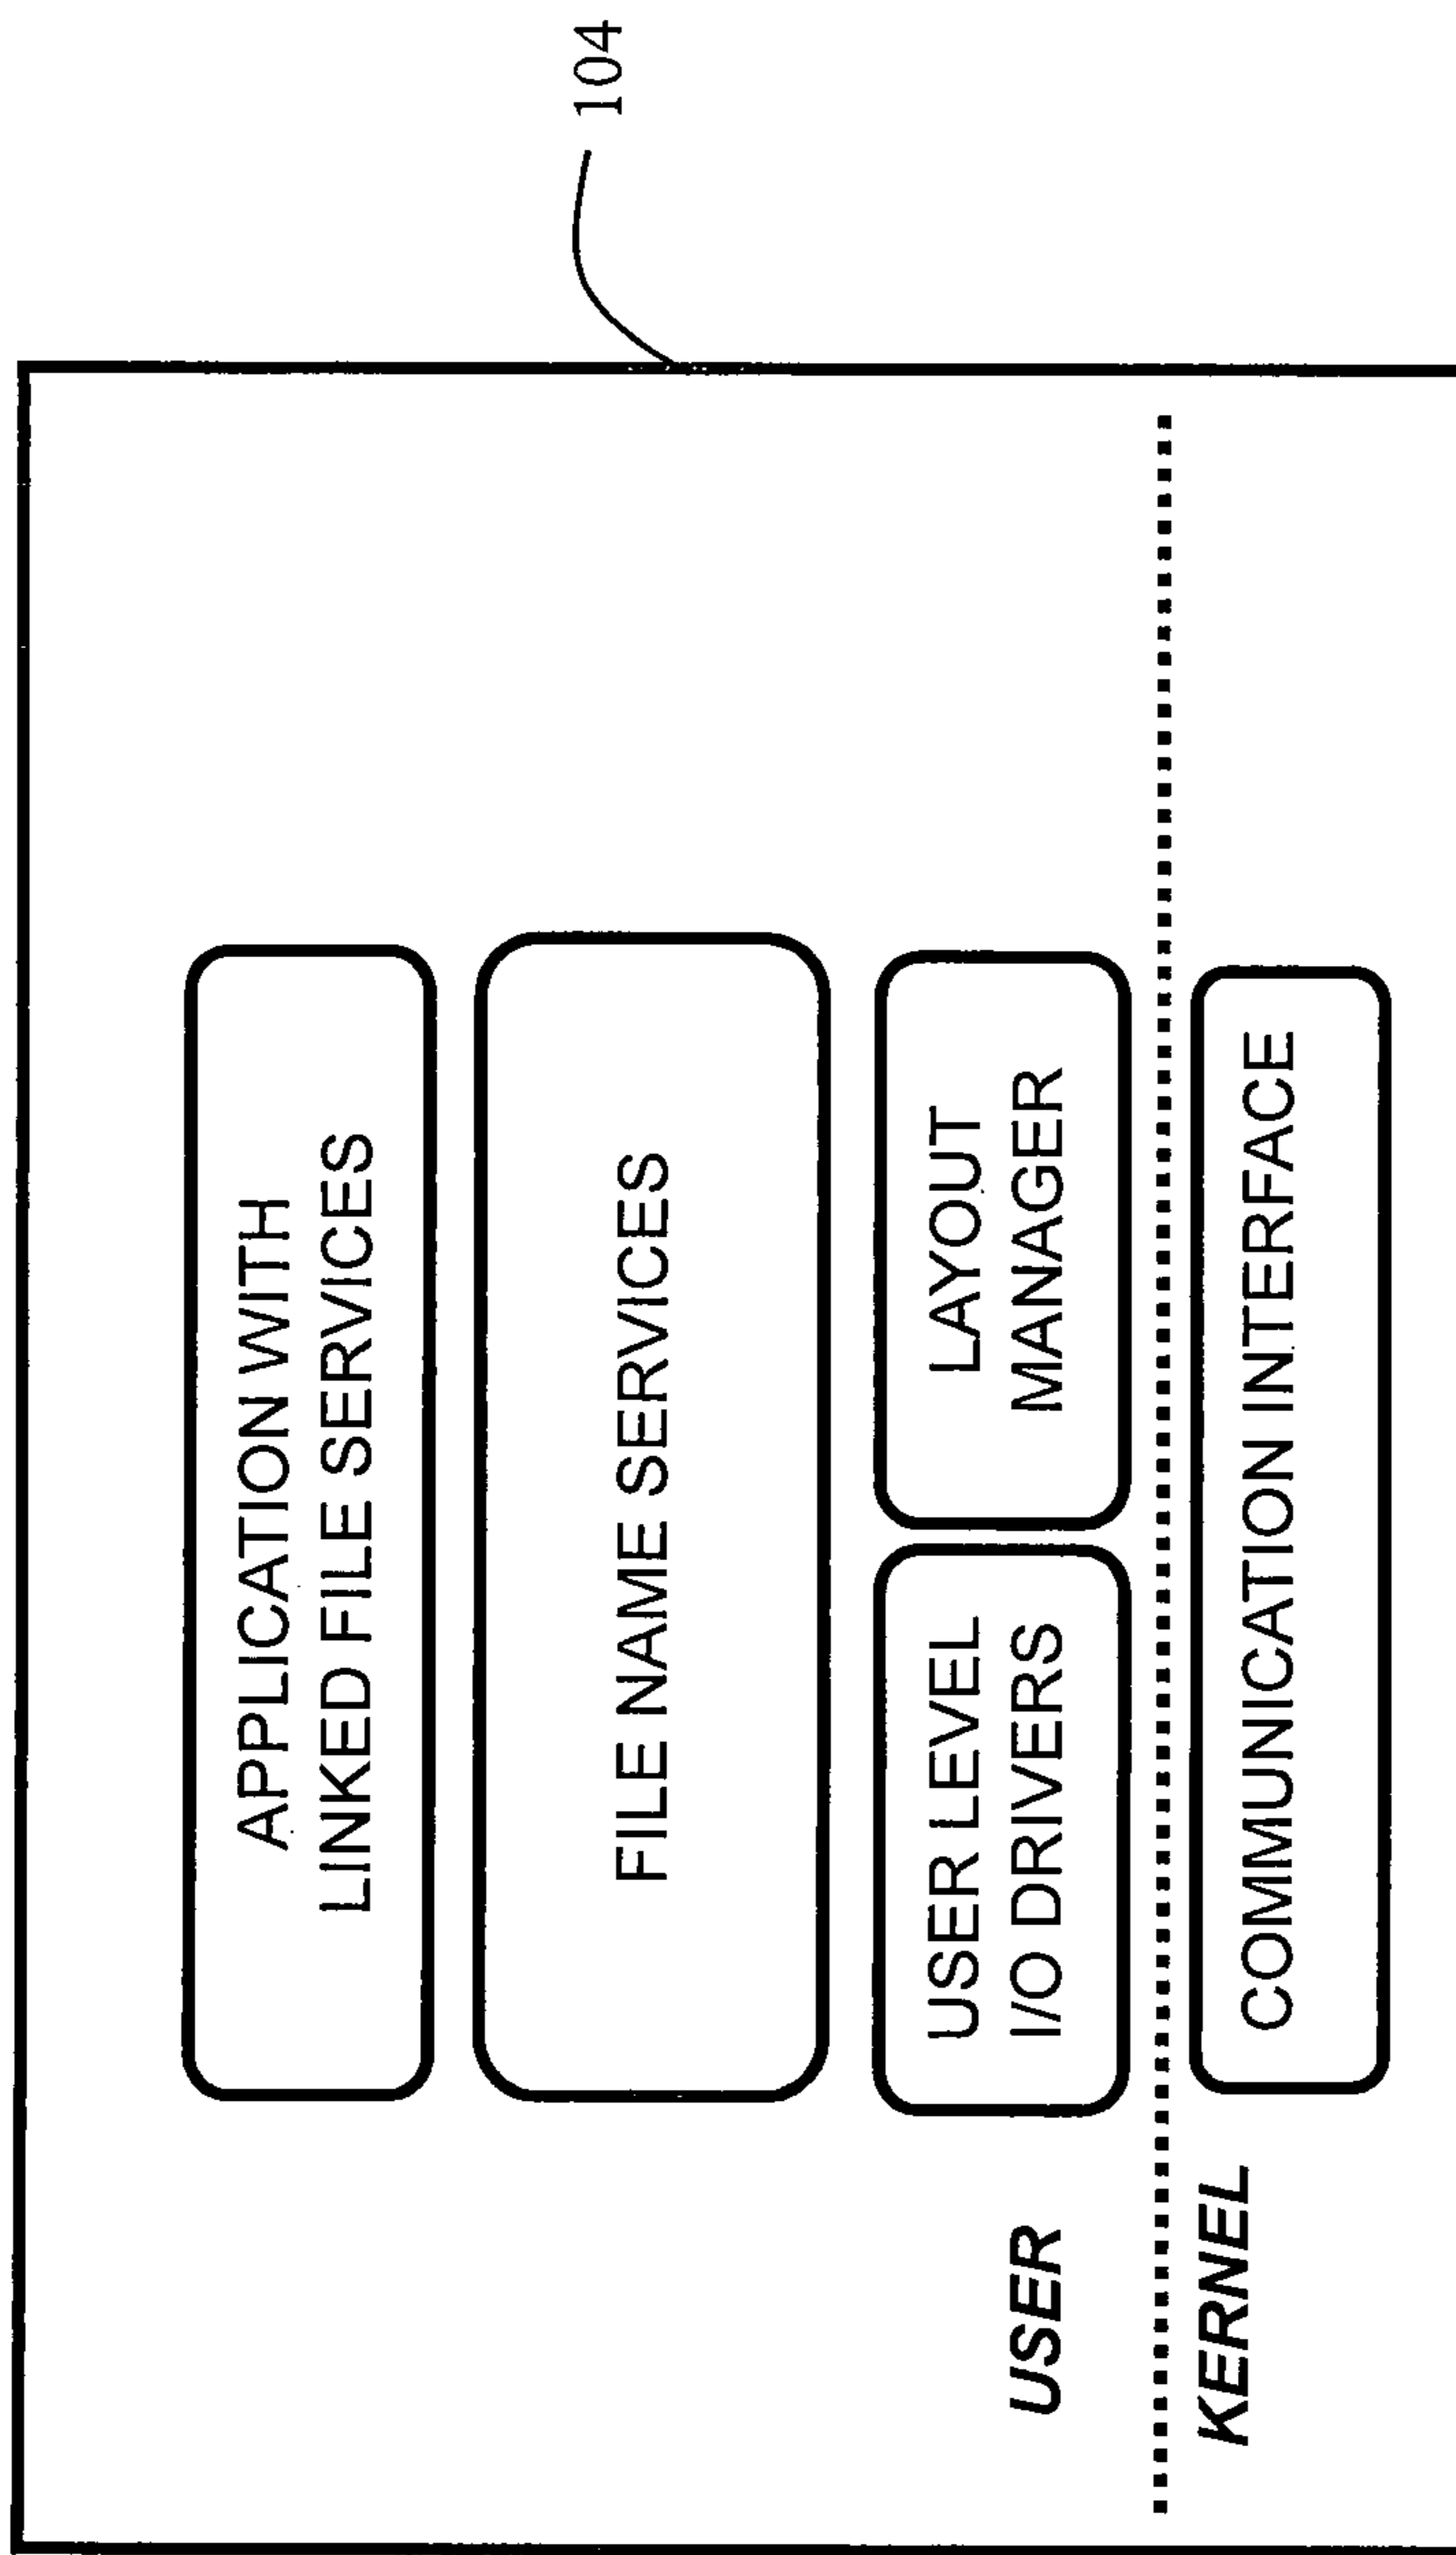 104
APPLICATION WITH
LINKED FILE SERVICES
FILE NAME SERVICES
USER LEVEL
I/O DRIVERS
LAYOUT
MANAGER
USER
KERNEL
COMMUNICATION INTERFACE